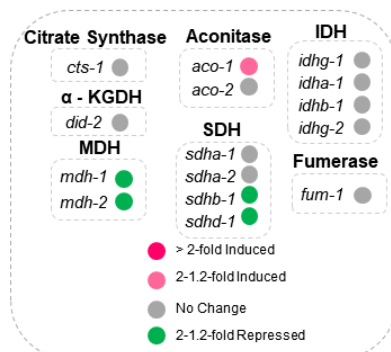 Citrate Synthase
cts-1
α - KGDH
did-2
MDH
mdh-1
mdh-2
Aconitase
aco-1
aco-2
SDH
sdha-1
sdha-2
sdhb-1
sdhd-1
IDH
idhg-1
idha-1
idhb-1
idhg-2
Fumerase
fum-1
> 2-fold Induced
2-1.2-fold Induced
No Change
2-1.2-fold Repressed